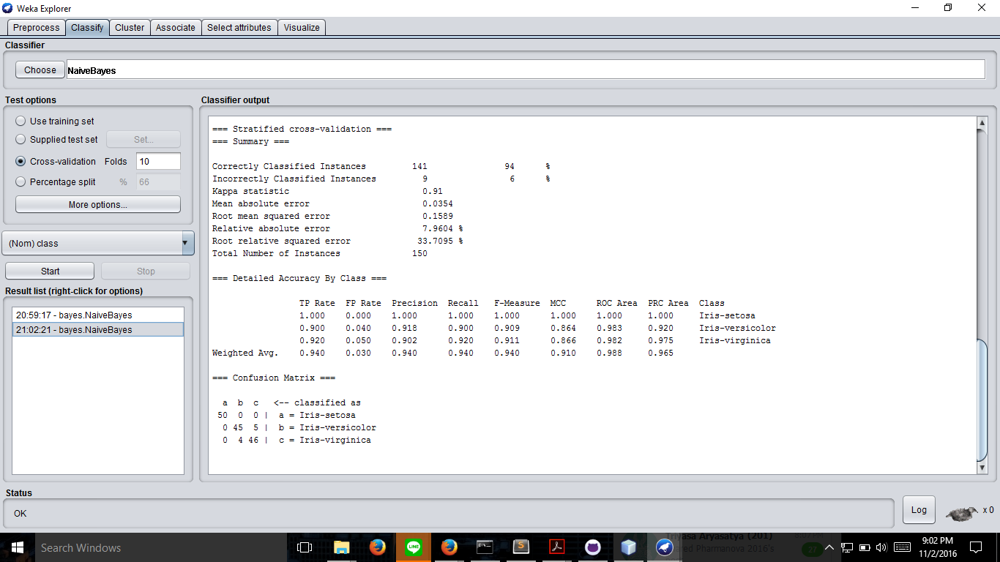 Weka Explorer
Preprocess Classify Cluster Associate Select attributes Visualize
Classifier
Choose NaiveBayes
Test options
Use training set
Supplied test set Set...
Cross-validation Folds 10
Percentage split % 66
More options...
(Nom) class
Start Stop
Result list (right-click for options)
20:59:17 - bayes.NaiveBayes
21:02:21 - bayes.NaiveBayes
Classifier output
=== Stratified cross-validation ===
=== Summary ===
Correctly Classified Instances 141 94 %
Incorrectly Classified Instances 9 6 %
Kappa statistic 0.91
Mean absolute error 0.0354
Root mean squared error 0.1589
Relative absolute error 7.9604 %
Root relative squared error 33.7095 %
Total Number of Instances 150
=== Detailed Accuracy By Class ===
TP Rate FP Rate Precision Recall F-Measure MCC ROC Area PRC Area Class
1.000 0.000 1.000 1.000 1.000 1.000 1.000 1.000 Iris-setosa
0.900 0.040 0.918 0.900 0.909 0.864 0.983 0.920 Iris-versicolor
0.920 0.050 0.902 0.920 0.911 0.866 0.982 0.975 Iris-virginica
Weighted Avg. 0.940 0.030 0.940 0.940 0.940 0.910 0.988 0.965
=== Confusion Matrix ===
a b c <-- classified as
50 0 0 | a = Iris-setosa
0 45 5 | b = Iris-versicolor
0 4 46 | c = Iris-virginica
Status
OK
Log x 0
Search Windows
LINE
S
Aryasatya (201)
Pharmanova 2016's
27
9:02 PM
11/2/2016